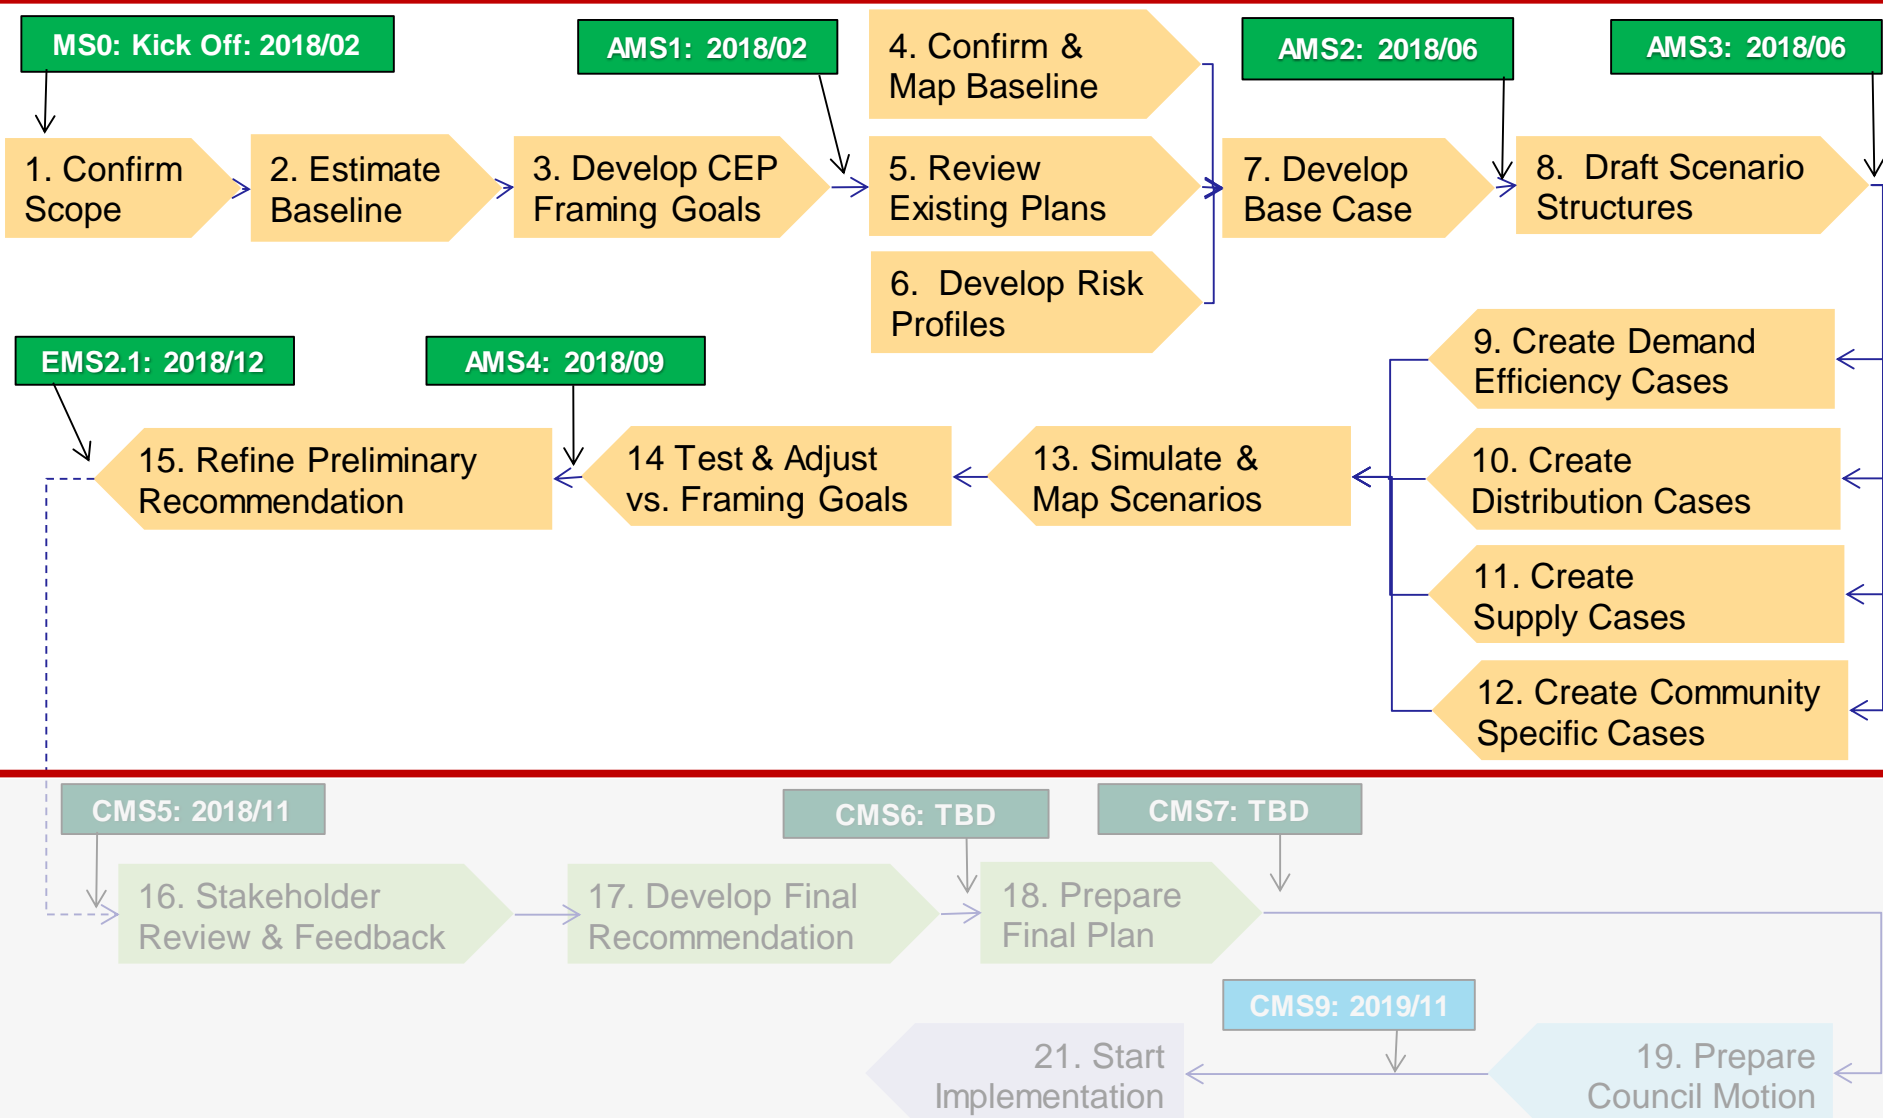 MS0: Kick Off: 2018/02
AMS1: 2018/02
AMS2: 2018/06
AMS3: 2018/06
1. Confirm
Scope
2. Estimate
Baseline
3. Develop CEP
Framing Goals
4. Confirm &
Map Baseline
5. Review
Existing Plans
6. Develop Risk
Profiles
7. Develop
Base Case
8. Draft Scenario
Structures
9. Create Demand
Efficiency Cases
10. Create
Distribution Cases
11. Create
Supply Cases
12. Create Community
Specific Cases
13. Simulate &
Map Scenarios
14 Test & Adjust
vs. Framing Goals
AMS4: 2018/09
15. Refine Preliminary
Recommendation
EMS2.1: 2018/12
CMS5: 2018/11
CMS6: TBD
CMS7: TBD
16. Stakeholder
Review & Feedback
17. Develop Final
Recommendation
18. Prepare
Final Plan
CMS9: 2019/11
19. Prepare
Council Motion
21. Start
Implementation